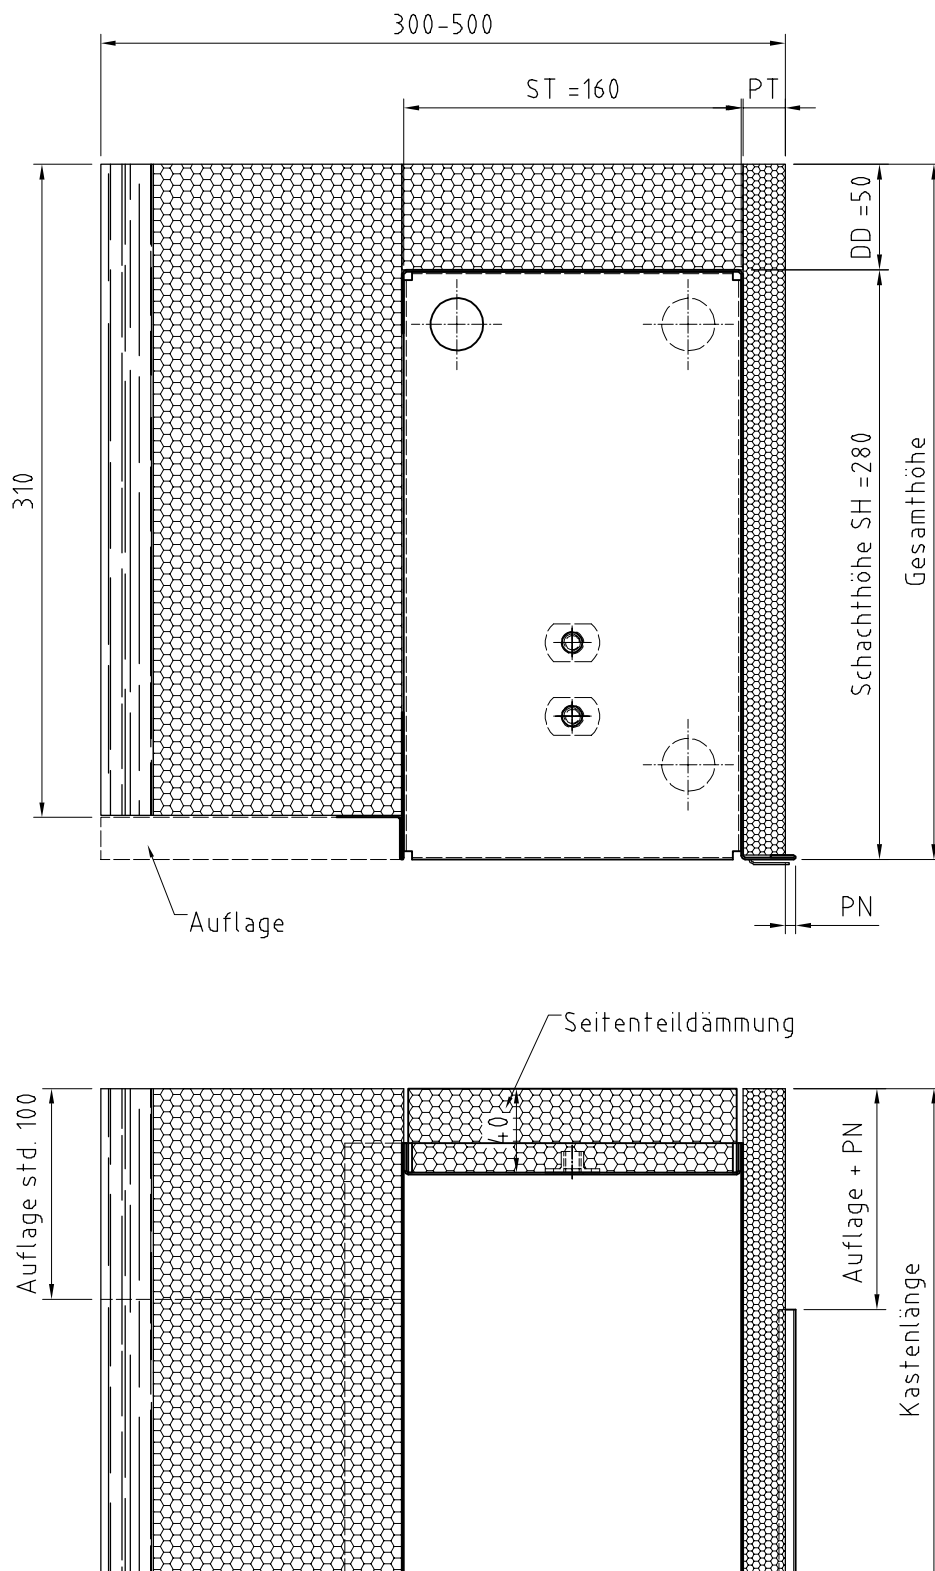 300-500
ST =160
PT
DD =50
310
Schachthöhe SH =280
Gesamthöhe
PN
Auflage
Seitenteildämmung
Auflage std. 100
40
Auflage + PN
Kastenlänge